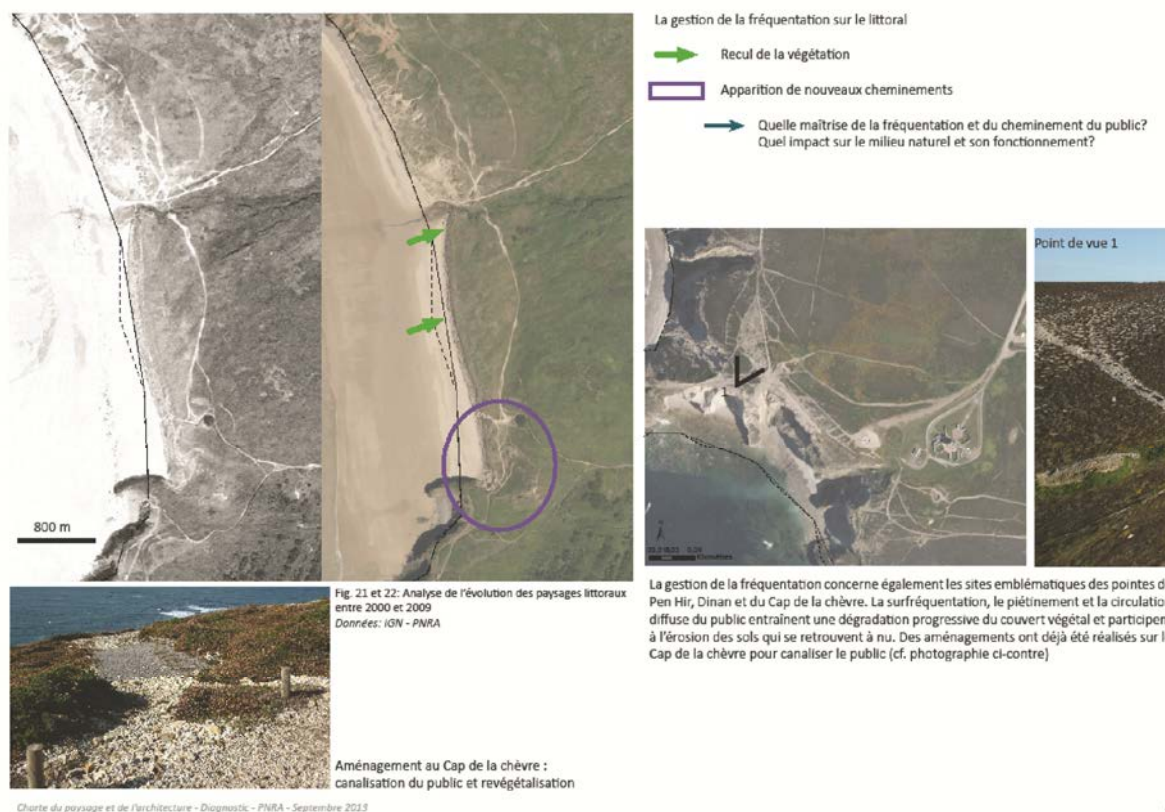 La gestion de la fréquentation sur le littoral
Recul de la végétation
Apparition de nouveaux cheminements
Quelle maîtrise de la fréquentation et du cheminement du public?
Quel impact sur le milieu naturel et son fonctionnement?
800 m
Fig. 21 et 22: Analyse de l'évolution des paysages littoraux
entre 2000 et 2009
Données: IGN - PNRA
Aménagement au Cap de la chèvre :
canalisation du public et revégétalisation
1
Point de vue 1
La gestion de la fréquentation concerne également les sites emblématiques des pointes d
Pen Hir, Dinan et du Cap de la chèvre. La surfréquentation, le piétinement et la circulatio
diffuse du public entraînent une dégradation progressive du couvert végétal et participen
à l'érosion des sols qui se retrouvent à nu. Des aménagements ont déjà été réalisés sur l
Cap de la chèvre pour canaliser le public (cf. photographie ci-contre)
Charte du paysage et de l'architecture - Diagnostic - PNRA - Septembre 2013